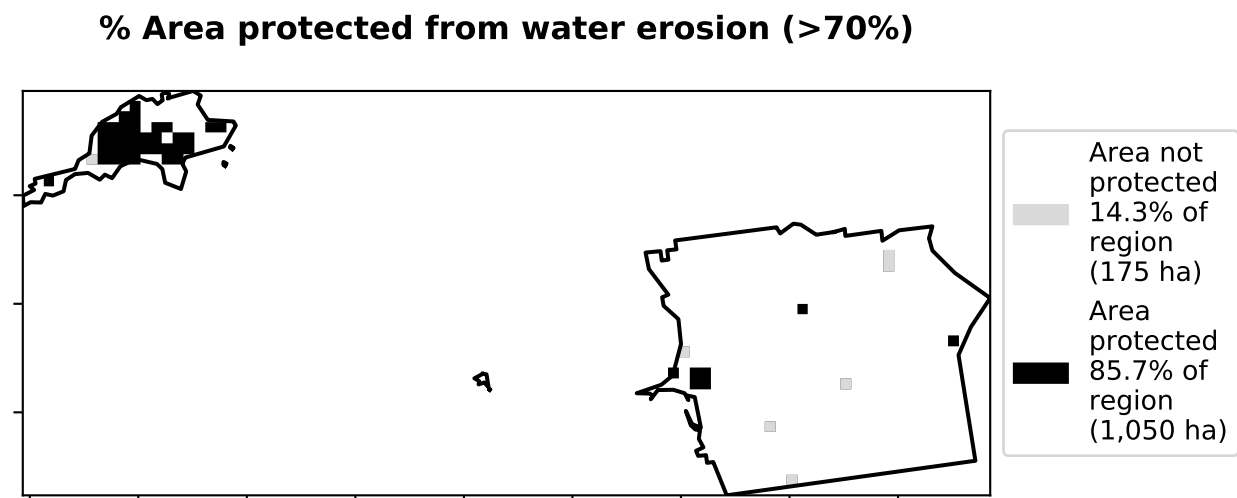 % Area protected from water erosion (>70%)
Area not
protected
14.3% of
region
(175 ha)
Area
protected
85.7% of
region
(1,050 ha)